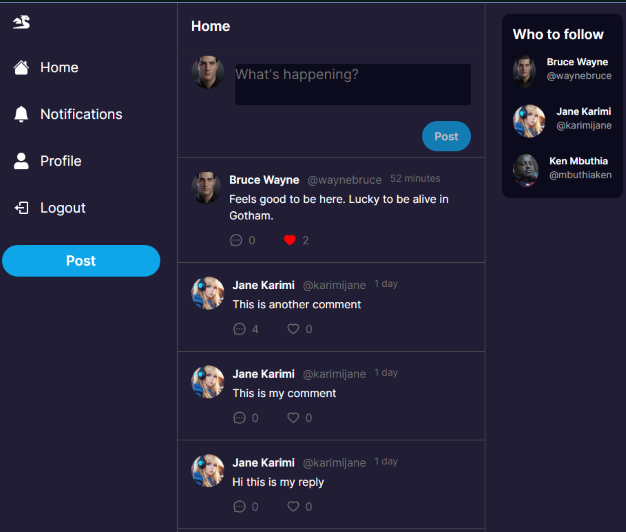 Home
Notifications
Profile
Logout
Post
Home
What's happening?
Post
Bruce Wayne @waynebruce 52 minutes
Feels good to be here. Lucky to be alive in
Gotham.
0 2
Jane Karimi @karimijane 1 day
This is another comment
4 0
Jane Karimi @karimijane 1 day
This is my comment
0 0
Jane Karimi @karimijane 1 day
Hi this is my reply
0 0
Who to follow
Bruce Wayne
@waynebruce
Jane Karimi
@karimijane
Ken Mbuthia
@mbuthiaken